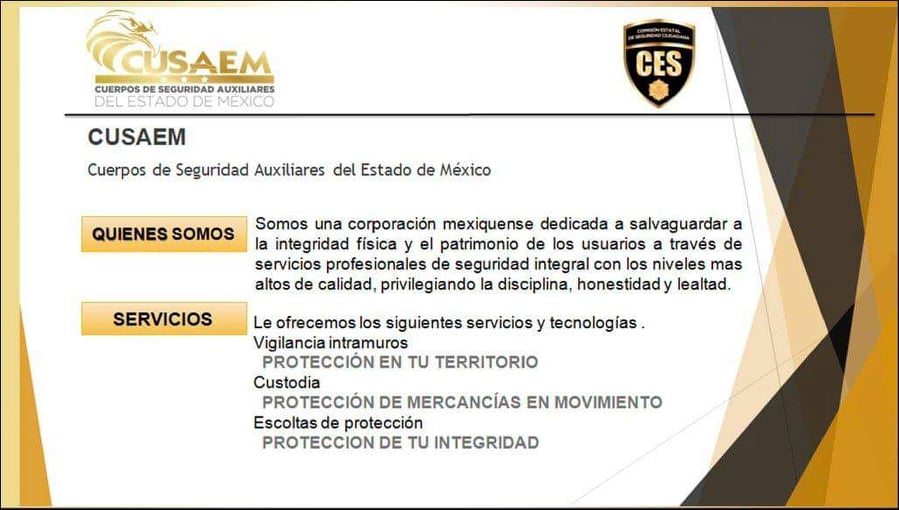 CUSAEM
CUERPOS DE SEGURIDAD AUXILIARES
DEL ESTADO DE MÉXICO
COMISIÓN ESTATAL
DE SEGURIDAD CIUDADANA
CES
CUSAEM
Cuerpos de Seguridad Auxiliares del Estado de México
QUIENES SOMOS
Somos una corporación mexiquense dedicada a salvaguardar a
la integridad física y el patrimonio de los usuarios a través de
servicios profesionales de seguridad integral con los niveles mas
altos de calidad, privilegiando la disciplina, honestidad y lealtad.
SERVICIOS
Le ofrecemos los siguientes servicios y tecnologías .
Vigilancia intramuros
PROTECCIÓN EN TU TERRITORIO
Custodia
PROTECCIÓN DE MERCANCÍAS EN MOVIMIENTO
Escoltas de protección
PROTECCION DE TU INTEGRIDAD